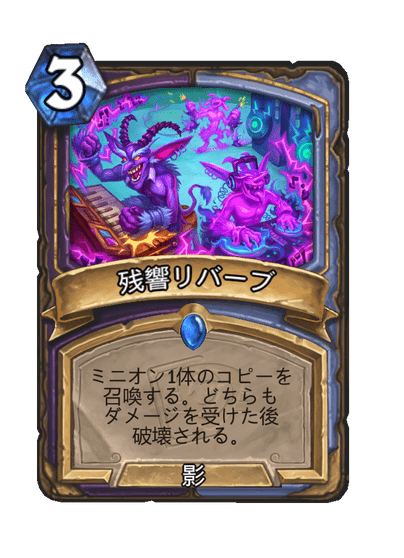 3
残響リバーブ
ミニオン1体のコピーを
召喚する。どちらも
ダメージを受けた後
破壊される。
影